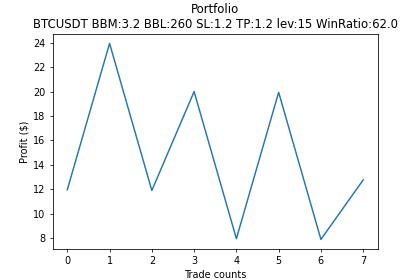 Portfolio
BTCUSDT BBM:3.2 BBL:260 SL:1.2 TP:1.2 lev:15 WinRatio:62.0
24
22
20
18
16
14
12
10
8
Profit ($)
0 1 2 3 4 5 6 7
Trade counts